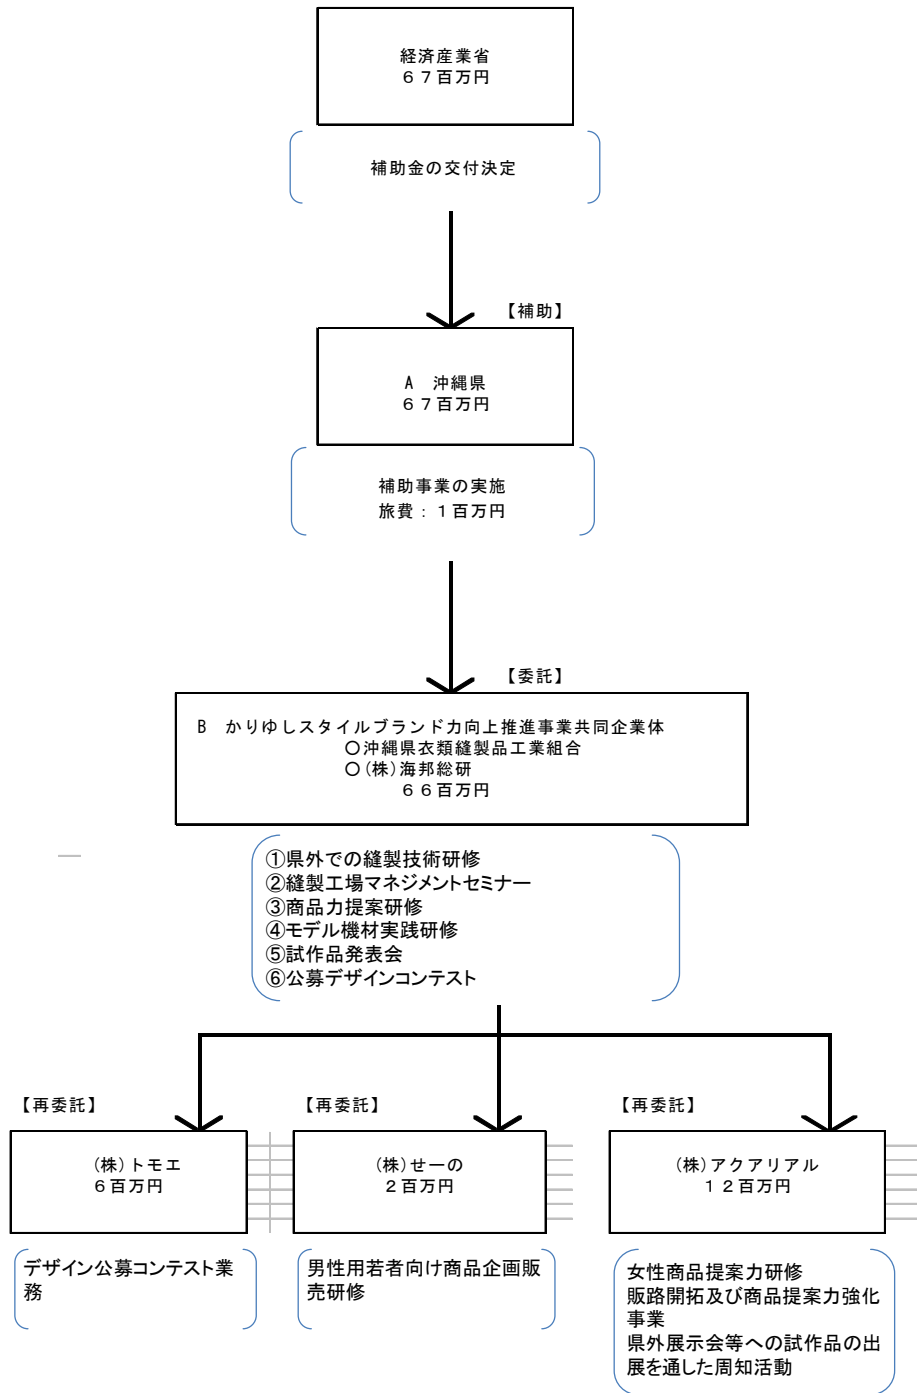 経済産業省
６７百万円
補助金の交付決定
【補助】
A　沖縄県
６７百万円
補助事業の実施
旅費：１百万円
【委託】
B　かりゆしスタイルブランド力向上推進事業共同企業体
○沖縄県衣類縫製品工業組合
○(株)海邦総研
６６百万円
①県外での縫製技術研修
②縫製工場マネジメントセミナー
③商品力提案研修
④モデル機材実践研修
⑤試作品発表会
⑥公募デザインコンテスト
【再委託】
(株)トモエ
６百万円
デザイン公募コンテスト業
務
【再委託】
(株)せーの
２百万円
男性用若者向け商品企画販
売研修
【再委託】
(株)アクアリアル
１２百万円
女性商品提案力研修
販路開拓及び商品提案力強化
事業
県外展示会等への試作品の出
展を通した周知活動